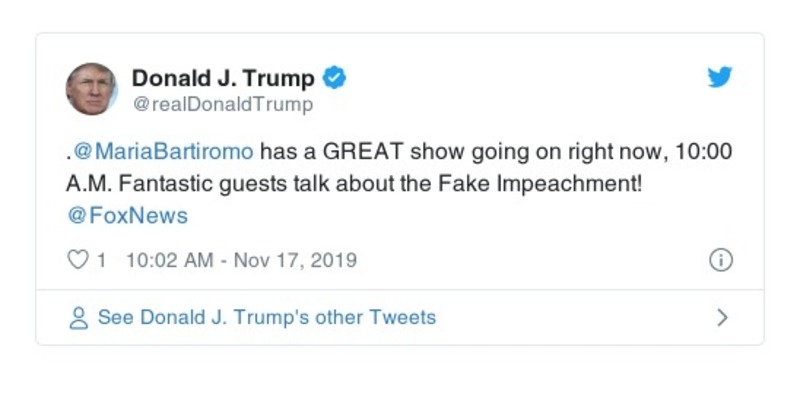 Donald J. Trump
@realDonaldTrump
.@MariaBartiromo has a GREAT show going on right now, 10:00
A.M. Fantastic guests talk about the Fake Impeachment!
@FoxNews
1 10:02 AM - Nov 17, 2019
See Donald J. Trump's other Tweets